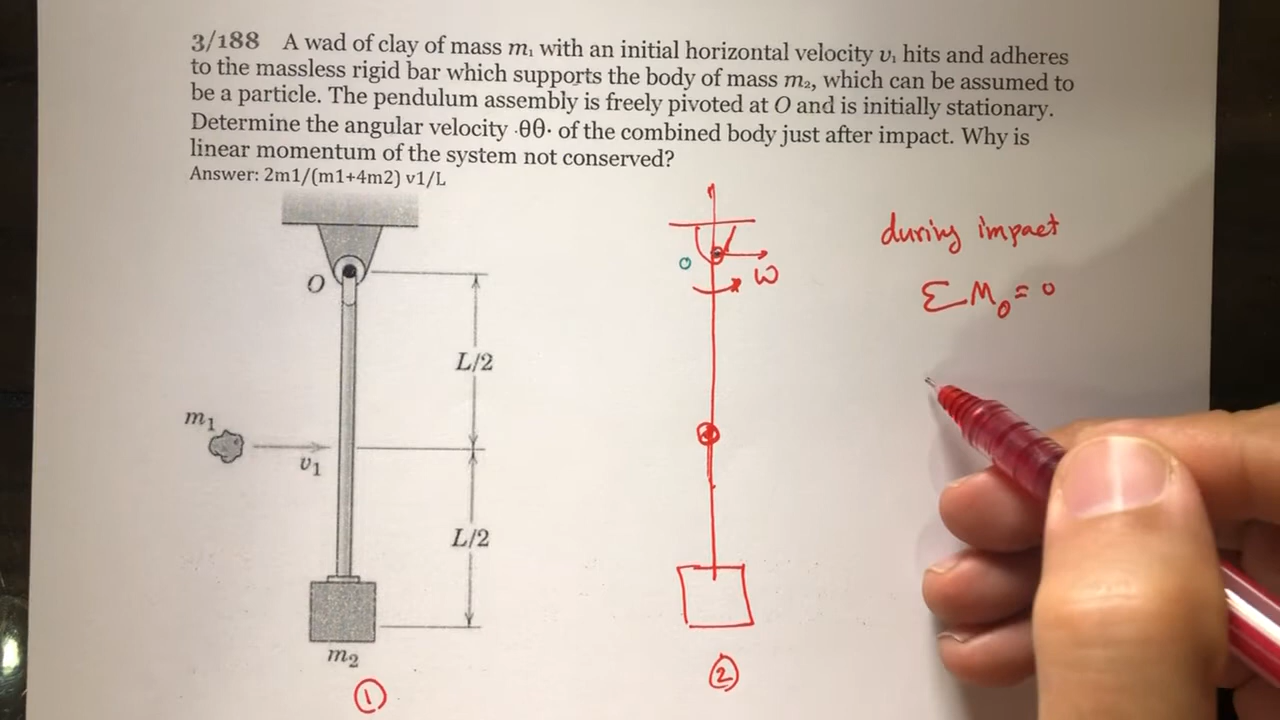 3/188 A wad of clay of mass m₁ with an initial horizontal velocity v₁ hits and adheres
to the massless rigid bar which supports the body of mass m₂, which can be assumed to
be a particle. The pendulum assembly is freely pivoted at O and is initially stationary.
Determine the angular velocity ·θθ· of the combined body just after impact. Why is
linear momentum of the system not conserved?
Answer: 2m1/(m1+4m2) v1/L
O
L/2
m₁
v₁
L/2
m₂
①
O
ω
②
during impact
ΣM₀=0